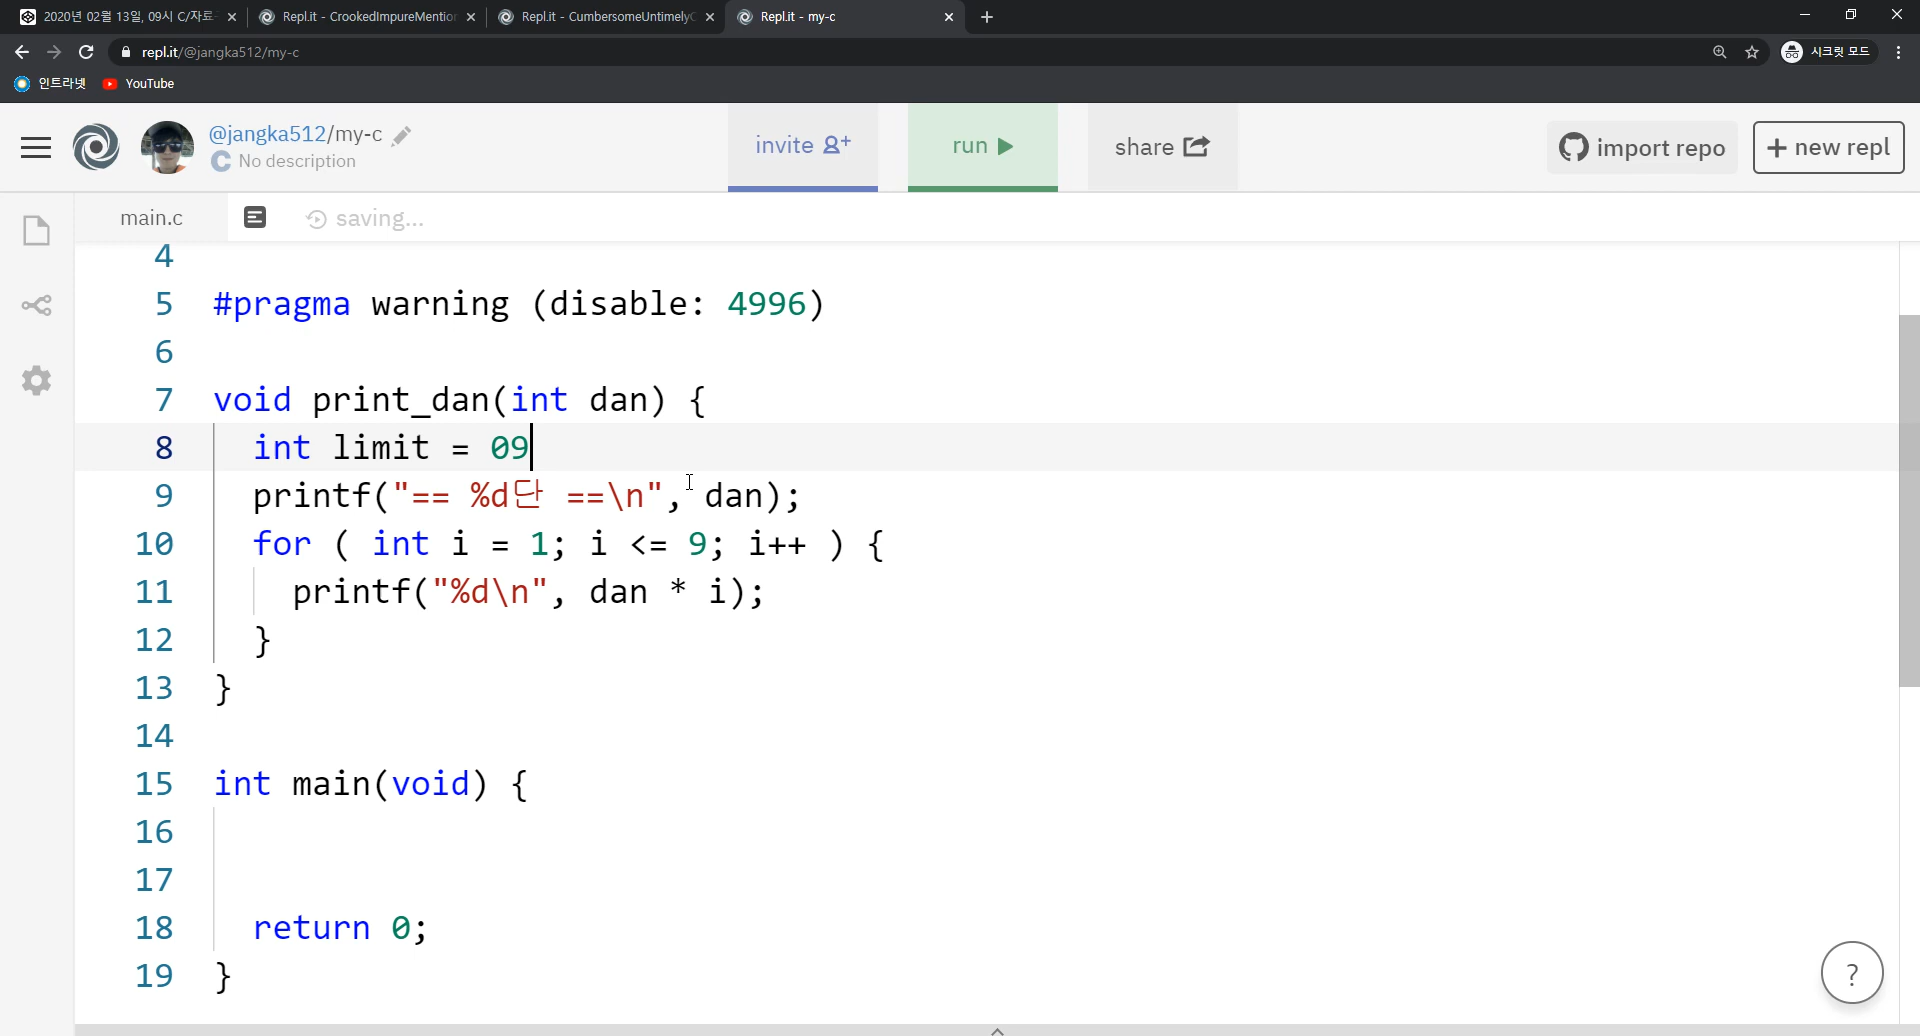 2020년 02월 13일, 09시 C/자료
Repl.it - CrookedImpureMention
Repl.it - CumbersomeUntimelyC
Repl.it - my-c
repl.it/@jangka512/my-c
시크릿 모드
인트라넷
YouTube
@jangka512/my-c
No description
invite
run
share
import repo
+ new repl
main.c
saving...
4
5 #pragma warning (disable: 4996)
6
7 void print_dan(int dan) {
8 int limit = 09
9 printf("== %d단 ==\n", dan);
10 for ( int i = 1; i <= 9; i++ ) {
11 printf("%d\n", dan * i);
12 }
13 }
14
15 int main(void) {
16
17
18 return 0;
19 }
?